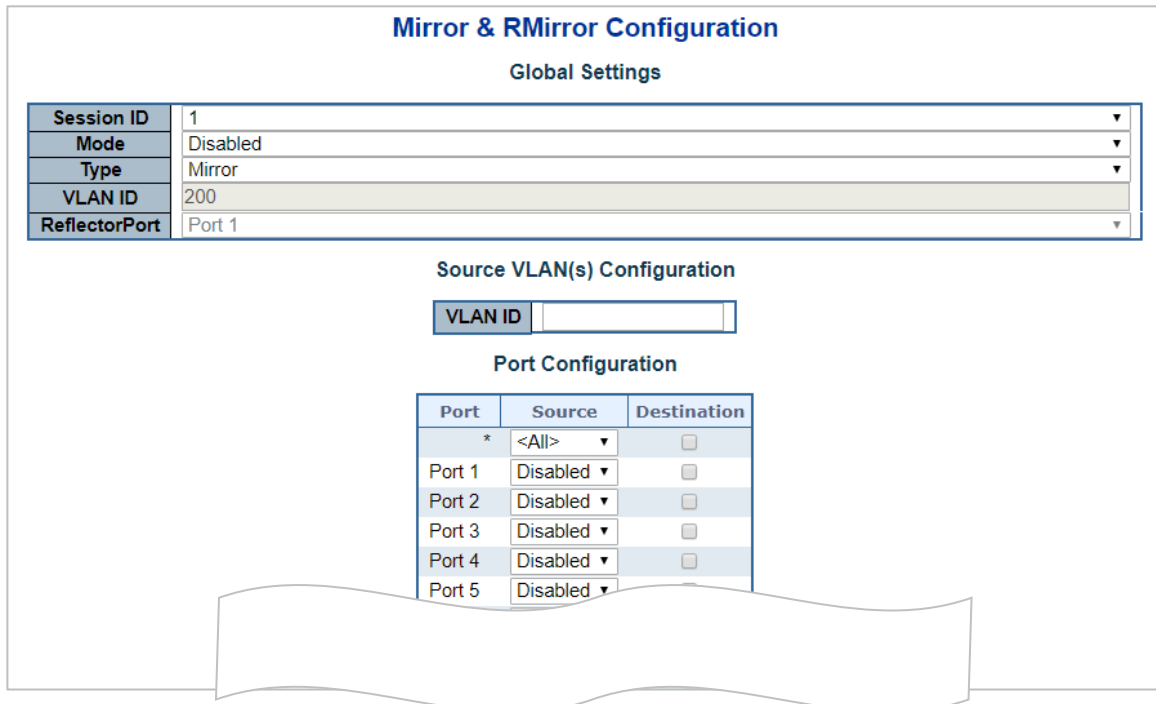 Mirror & RMirror Configuration
Global Settings
Session ID 1
Mode Disabled
Type Mirror
VLAN ID 200
ReflectorPort Port 1
Source VLAN(s) Configuration
VLAN ID
Port Configuration
Port Source Destination
* <All>
Port 1 Disabled
Port 2 Disabled
Port 3 Disabled
Port 4 Disabled
Port 5 Disabled